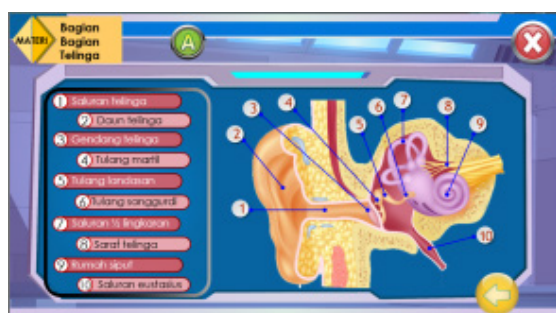 MATERI
Bagian
Bagian
Telinga
A
1 Saluran telinga
2 Daun telinga
3 Gendang telinga
4 Tulang martil
5 Tulang landasan
6 Tulang sanggurdi
7 Saluran ½ lingkaran
8 Saraf telinga
9 Rumah siput
10 Saluran eustasius
3
4
7
6
8
5
9
2
1
10